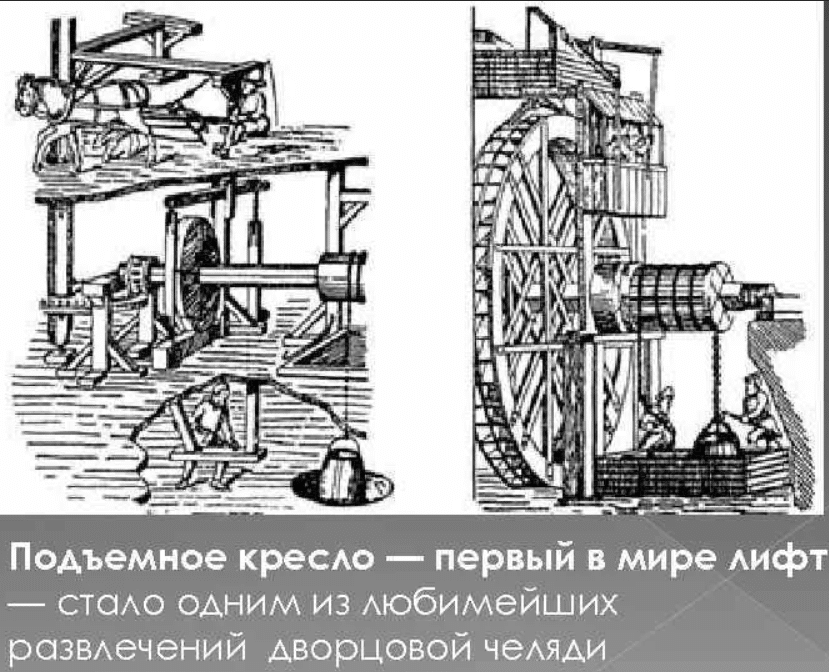 Подъемное кресло — первый в мире лифт
— стало одним из любимейших
развлечений дворцовой челяди